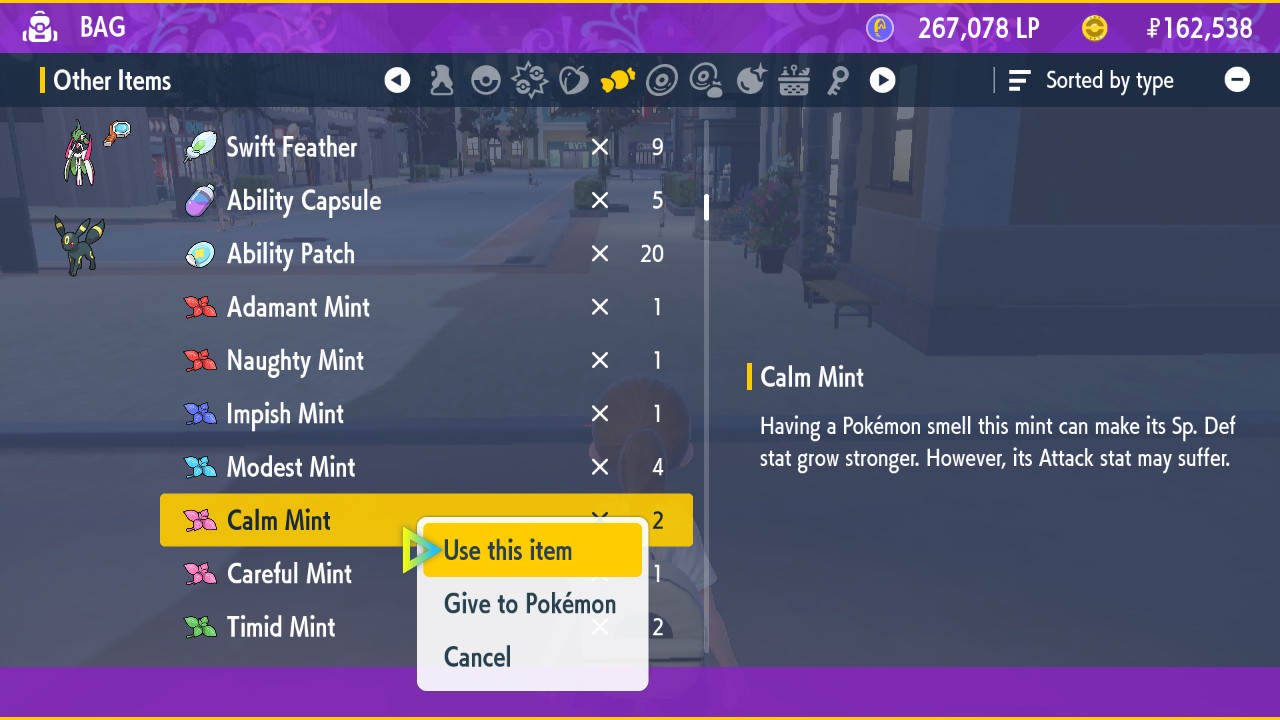 BAG
267,078 LP
₽162,538
Other Items
Sorted by type
Swift Feather × 9
Ability Capsule × 5
Ability Patch × 20
Adamant Mint × 1
Naughty Mint × 1
Impish Mint × 1
Modest Mint × 4
Calm Mint × 2
Careful Mint × 1
Timid Mint × 2
Use this item
Give to Pokémon
Cancel
Calm Mint
Having a Pokémon smell this mint can make its Sp. Def
stat grow stronger. However, its Attack stat may suffer.